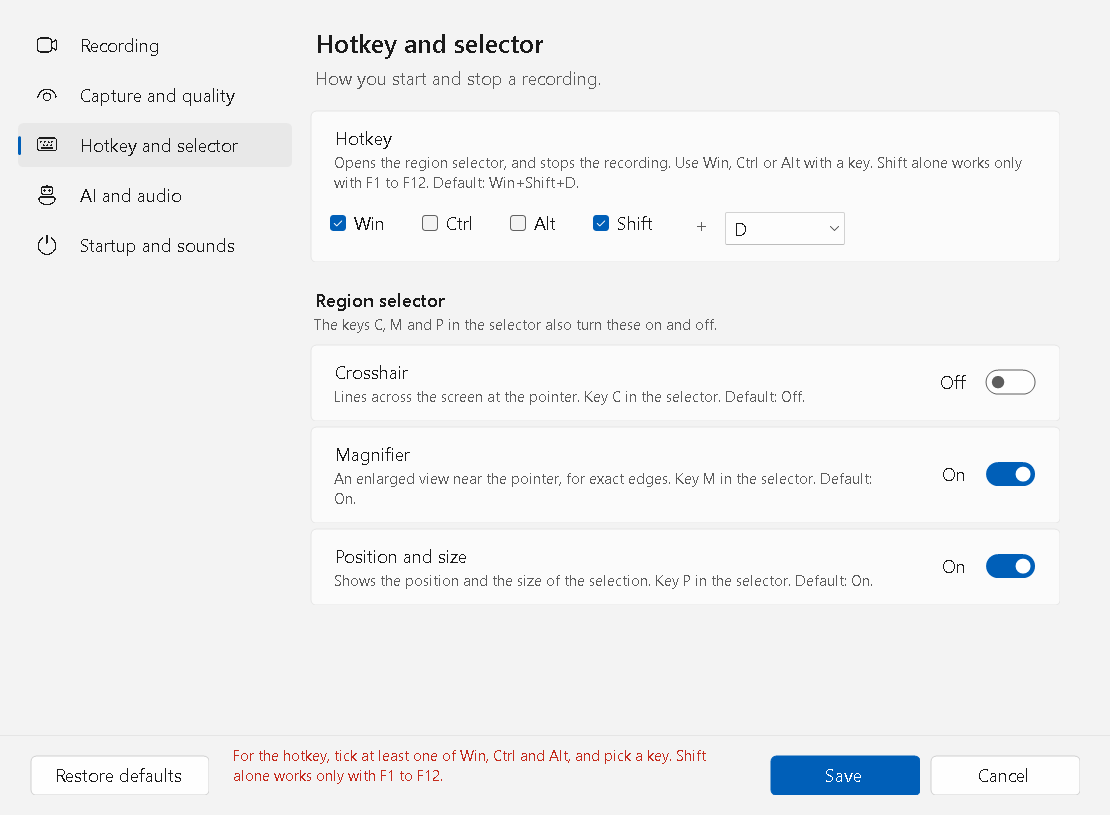 Recording
Capture and quality
Hotkey and selector
AI and audio
Startup and sounds
Hotkey and selector
How you start and stop a recording.
Hotkey
Opens the region selector, and stops the recording. Use Win, Ctrl or Alt with a key. Shift alone works only
with F1 to F12. Default: Win+Shift+D.
Win Ctrl Alt Shift + D
Region selector
The keys C, M and P in the selector also turn these on and off.
Crosshair
Lines across the screen at the pointer. Key C in the selector. Default: Off.
Off
Magnifier
An enlarged view near the pointer, for exact edges. Key M in the selector. Default:
On.
On
Position and size
Shows the position and the size of the selection. Key P in the selector. Default: On.
On
Restore defaults
For the hotkey, tick at least one of Win, Ctrl and Alt, and pick a key. Shift
alone works only with F1 to F12.
Save
Cancel